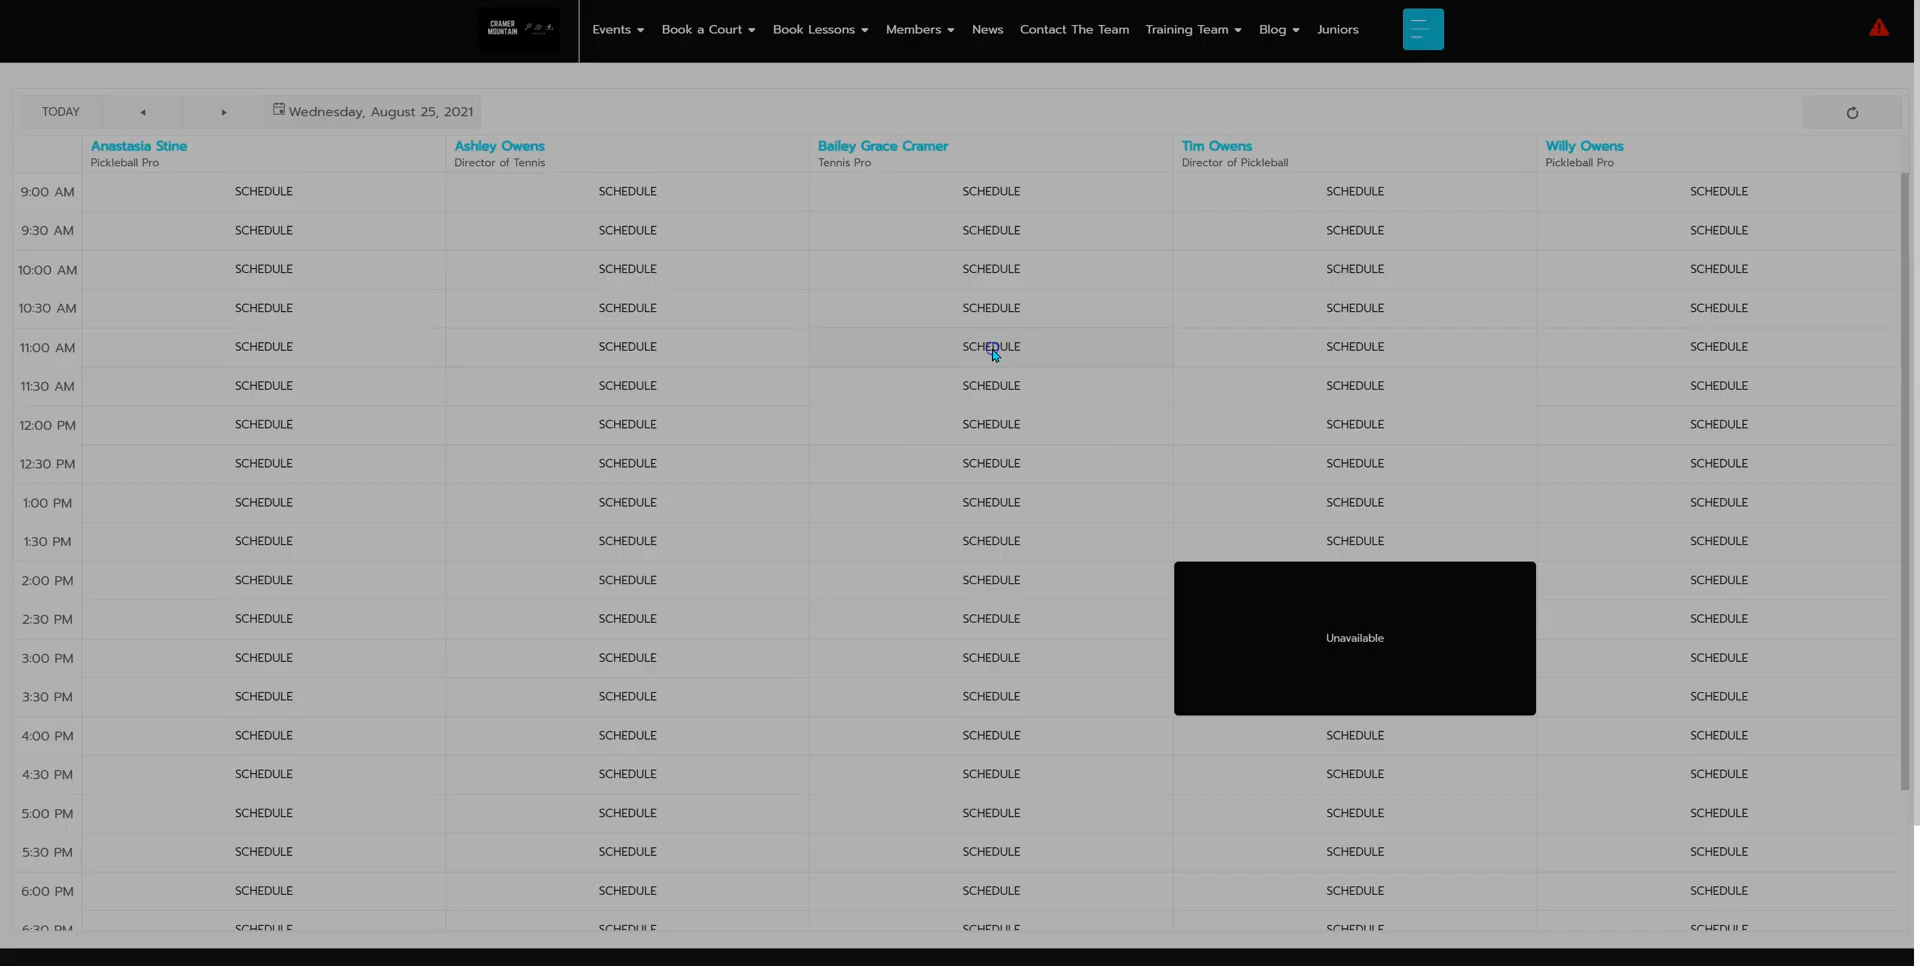 CRAMER
MOUNTAIN
Events Book a Court Book Lessons Members News Contact The Team Training Team Blog Juniors
TODAY Wednesday, August 25, 2021
Anastasia Stine Ashley Owens Bailey Grace Cramer Tim Owens Willy Owens
Pickleball Pro Director of Tennis Tennis Pro Director of Pickleball Pickleball Pro
9:00 AM SCHEDULE SCHEDULE SCHEDULE SCHEDULE SCHEDULE
9:30 AM SCHEDULE SCHEDULE SCHEDULE SCHEDULE SCHEDULE
10:00 AM SCHEDULE SCHEDULE SCHEDULE SCHEDULE SCHEDULE
10:30 AM SCHEDULE SCHEDULE SCHEDULE SCHEDULE SCHEDULE
11:00 AM SCHEDULE SCHEDULE SCHEDULE SCHEDULE SCHEDULE
11:30 AM SCHEDULE SCHEDULE SCHEDULE SCHEDULE SCHEDULE
12:00 PM SCHEDULE SCHEDULE SCHEDULE SCHEDULE SCHEDULE
12:30 PM SCHEDULE SCHEDULE SCHEDULE SCHEDULE SCHEDULE
1:00 PM SCHEDULE SCHEDULE SCHEDULE SCHEDULE SCHEDULE
1:30 PM SCHEDULE SCHEDULE SCHEDULE SCHEDULE SCHEDULE
2:00 PM SCHEDULE SCHEDULE SCHEDULE SCHEDULE
2:30 PM SCHEDULE SCHEDULE SCHEDULE SCHEDULE
Unavailable
3:00 PM SCHEDULE SCHEDULE SCHEDULE SCHEDULE
3:30 PM SCHEDULE SCHEDULE SCHEDULE SCHEDULE
4:00 PM SCHEDULE SCHEDULE SCHEDULE SCHEDULE SCHEDULE
4:30 PM SCHEDULE SCHEDULE SCHEDULE SCHEDULE SCHEDULE
5:00 PM SCHEDULE SCHEDULE SCHEDULE SCHEDULE SCHEDULE
5:30 PM SCHEDULE SCHEDULE SCHEDULE SCHEDULE SCHEDULE
6:00 PM SCHEDULE SCHEDULE SCHEDULE SCHEDULE SCHEDULE
6:30 PM SCHEDULE SCHEDULE SCHEDULE SCHEDULE SCHEDULE